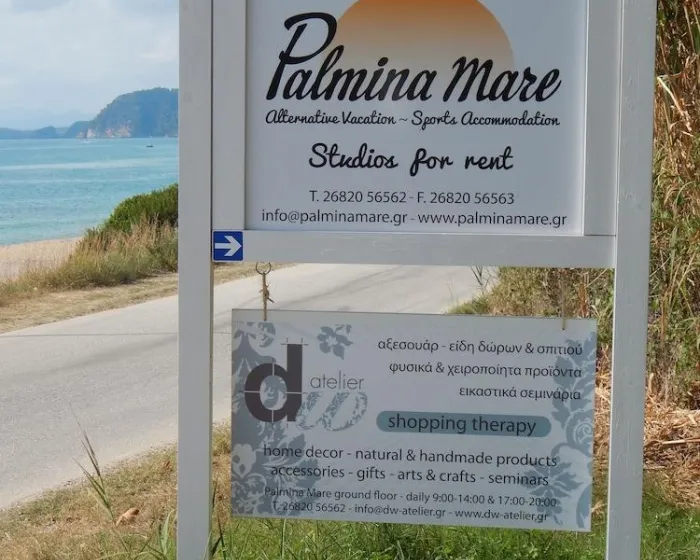 Palmina Mare
Alternative Vacation ~ Sports Accommodation
Studios for rent
T. 26820 56562 - F. 26820 56563
info@palminamare.gr - www.palminamare.gr
d
atelier
dw
αξεσουάρ - είδη δώρων & σπιτιού
φυσικά & χειροποίητα προϊόντα
εικαστικά σεμινάρια
shopping therapy
home decor - natural & handmade products
accessories - gifts - arts & crafts - seminars
Palmina Mare ground floor - daily 9:00-14:00 & 17:00-20:00
T. 26820 56562 - info@dw-atelier.gr - www.dw-atelier.gr